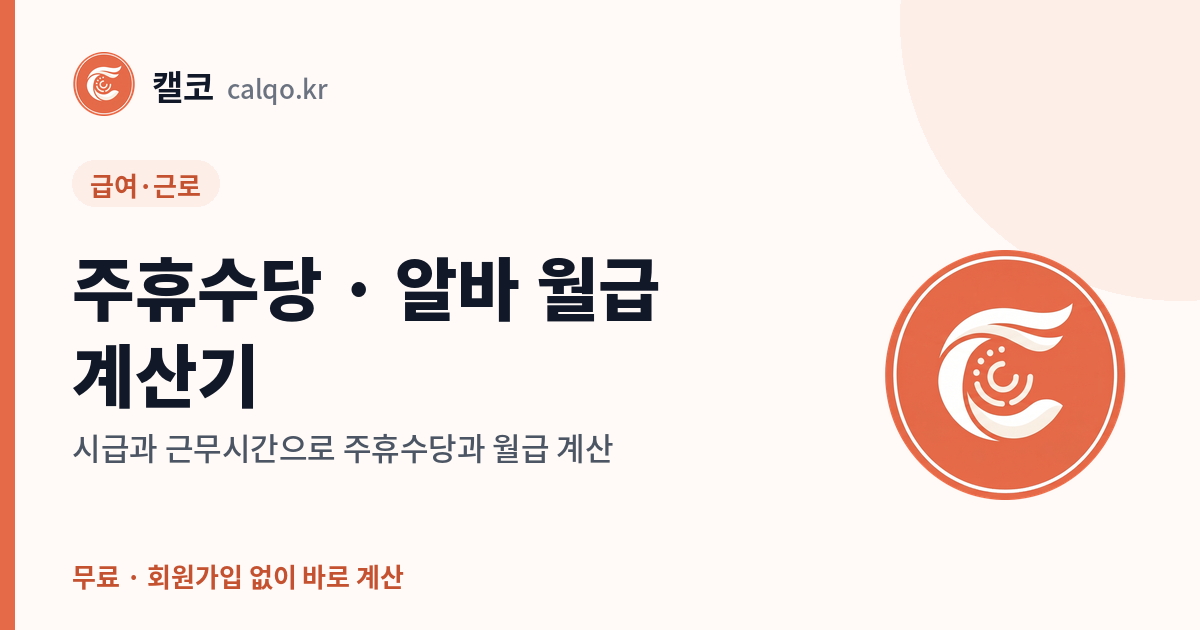 캘코 calqo.kr
급여·근로
주휴수당 · 알바 월급
계산기
시급과 근무시간으로 주휴수당과 월급 계산
무료 · 회원가입 없이 바로 계산